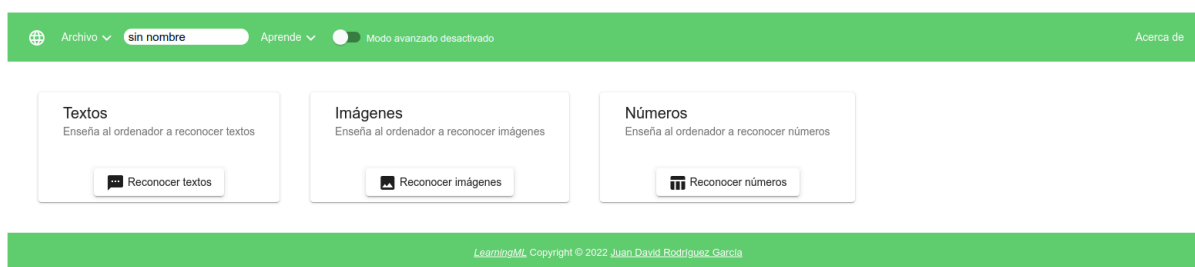 Archivo sin nombre Aprende Modo avanzado desactivado Acerca de
Textos
Enseña al ordenador a reconocer textos
Reconocer textos
Imágenes
Enseña al ordenador a reconocer imágenes
Reconocer imágenes
Números
Enseña al ordenador a reconocer números
Reconocer números
LearningML Copyright © 2022 Juan David Rodríguez García